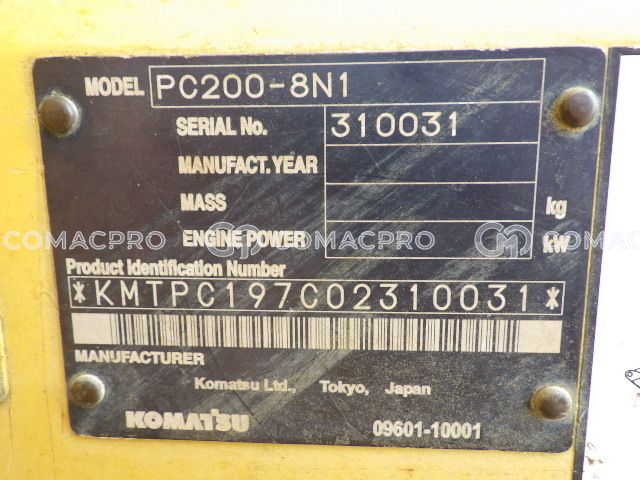 MODEL PC200-8N1
SERIAL No. 310031
MANUFACT. YEAR
MASS kg
ENGINE POWER kW
COMACPRO COMACPRO COMACPRO
Product Identification Number
*KMTPC197C02310031*
MANUFACTURER
Komatsu Ltd., Tokyo, Japan
KOMATSU 09601-10001